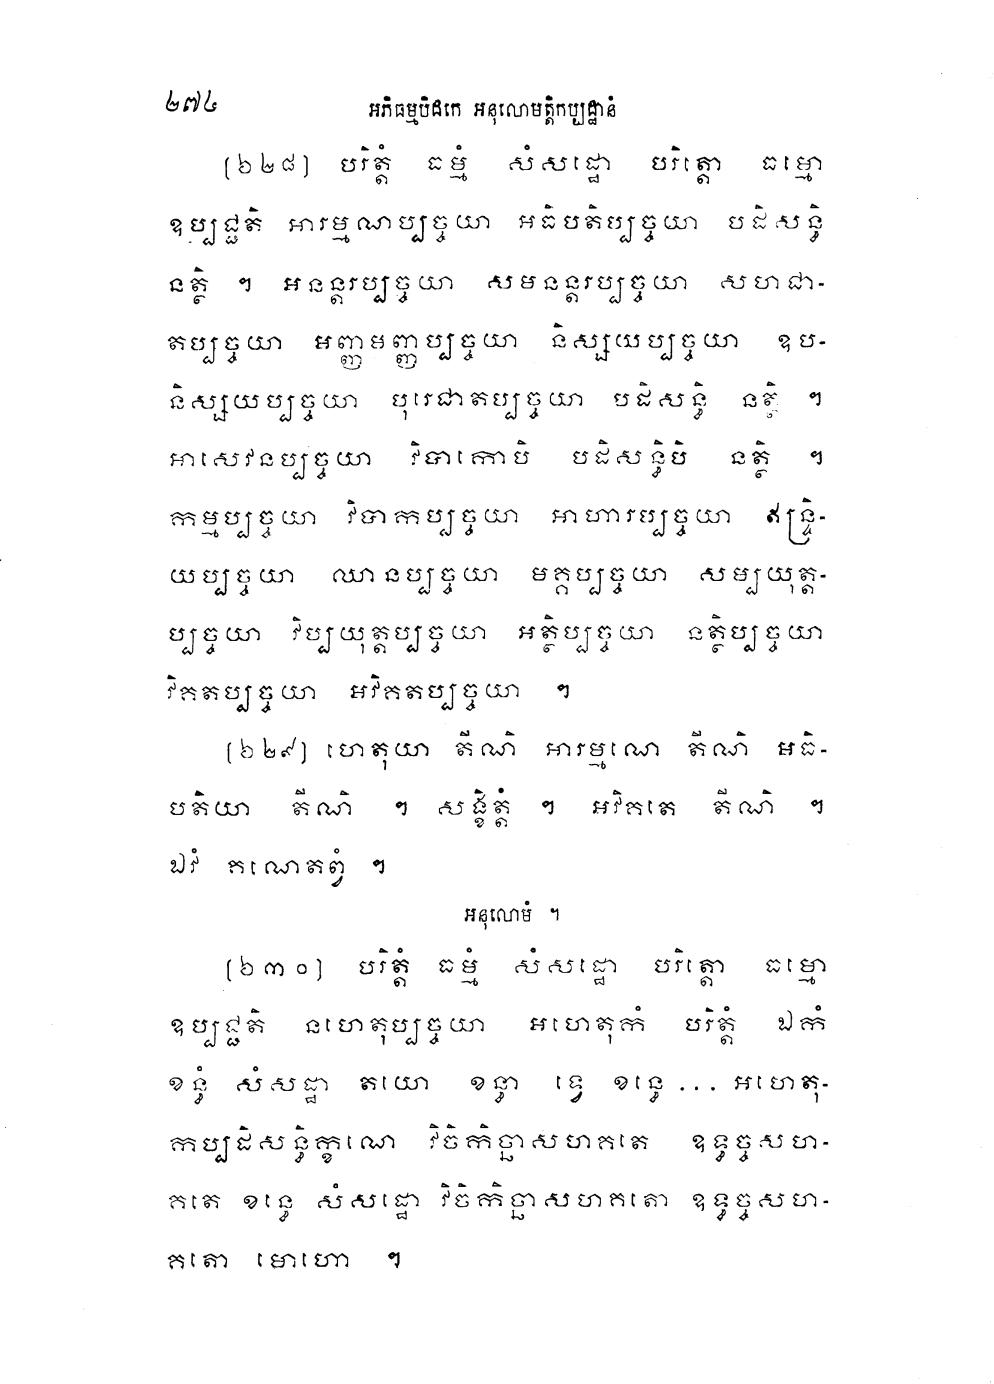 ២៧៤ អភិធម្មបិដកេ អនុលោមត្តិកប្បដ្ឋានំ
[៦២៨] បរិត្តំ ធម្មំ សំសដ្ឋោ បរិត្តោ ធម្មោ
ឧប្បជ្ជតិ អារម្មណប្បច្ចយា អធិបតិប្បច្ចយា បដិសន្ធិ
នត្ថិ ។ អនន្តរប្បច្ចយា សមនន្តរប្បច្ចយា សហជា-
តប្បច្ចយា អញ្ញមញ្ញប្បច្ចយា និស្សយប្បច្ចយា ឧប-
និស្សយប្បច្ចយា បុរេជាតប្បច្ចយា បដិសន្ធិ នត្ថិ ។
អាសេវនប្បច្ចយា វិបាកោបិ បដិសន្ធិបិ នត្ថិ ។
កម្មប្បច្ចយា វិបាកប្បច្ចយា អាហារប្បច្ចយា ឥន្ទ្រិ-
យប្បច្ចយា ឈានប្បច្ចយា មគ្គប្បច្ចយា សម្បយុត្ត-
ប្បច្ចយា វិប្បយុត្តប្បច្ចយា អត្ថិប្បច្ចយា នត្ថិប្បច្ចយា
វិគតប្បច្ចយា អវិគតប្បច្ចយា ។
[៦២៩] ហេតុយា តីណិ អារម្មណេ តីណិ អធិ-
បតិយា តីណិ ។ សង្ខិត្តំ ។ អវិគតេ តីណិ ។
ឯវំ គណេតព្វំ ។
អនុលោមំ ។
[៦៣០] បរិត្តំ ធម្មំ សំសដ្ឋោ បរិត្តោ ធម្មោ
ឧប្បជ្ជតិ នហេតុប្បច្ចយា អហេតុកំ បរិត្តំ ឯកំ
ខន្ធំ សំសដ្ឋា តយោ ខន្ធា ទ្វេ ខន្ធេ ... អហេតុ-
កប្បដិសន្ធិក្ខណេ វិចិកិច្ឆាសហគតេ ឧទ្ធច្ចសហ-
គតេ ខន្ធេ សំសដ្ឋោ វិចិកិច្ឆាសហគតោ ឧទ្ធច្ចសហ-
គតោ មោហោ ។